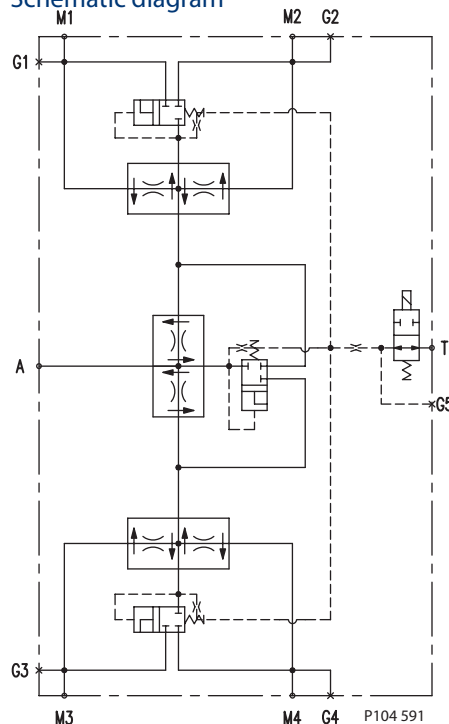 Schematic diagram
M1 M2 G2
G1
A
T
G5
G3
M3 M4 G4 P104 591